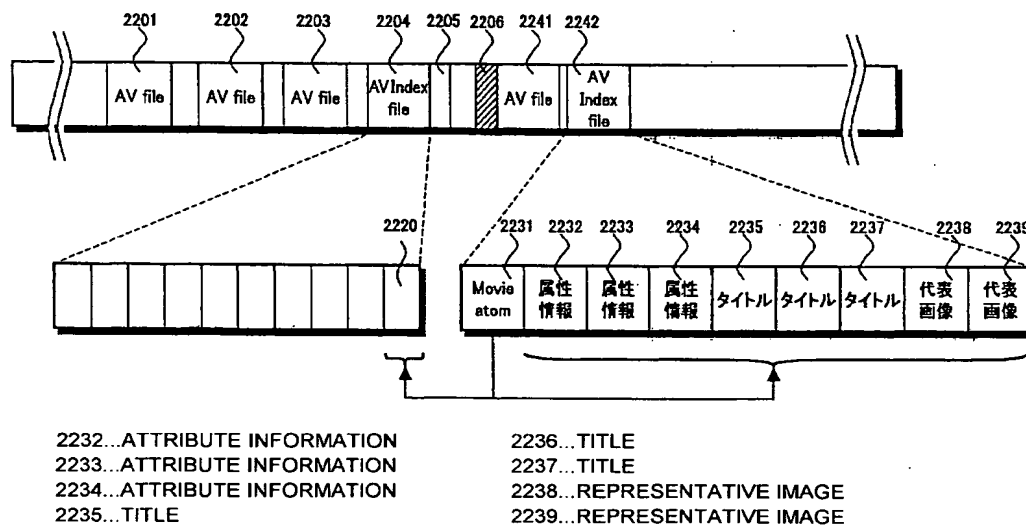 2201 2202 2203 2204 2205 2206 2241 2242
AV file AV file AV file AV Index file AV file AV Index file
2220 2231 2232 2233 2234 2235 2236 2237 2238 2239
Movie atom 属性情報 属性情報 属性情報 タイトル タイトル タイトル 代表画像 代表画像
2232...ATTRIBUTE INFORMATION
2233...ATTRIBUTE INFORMATION
2234...ATTRIBUTE INFORMATION
2235...TITLE
2236...TITLE
2237...TITLE
2238...REPRESENTATIVE IMAGE
2239...REPRESENTATIVE IMAGE